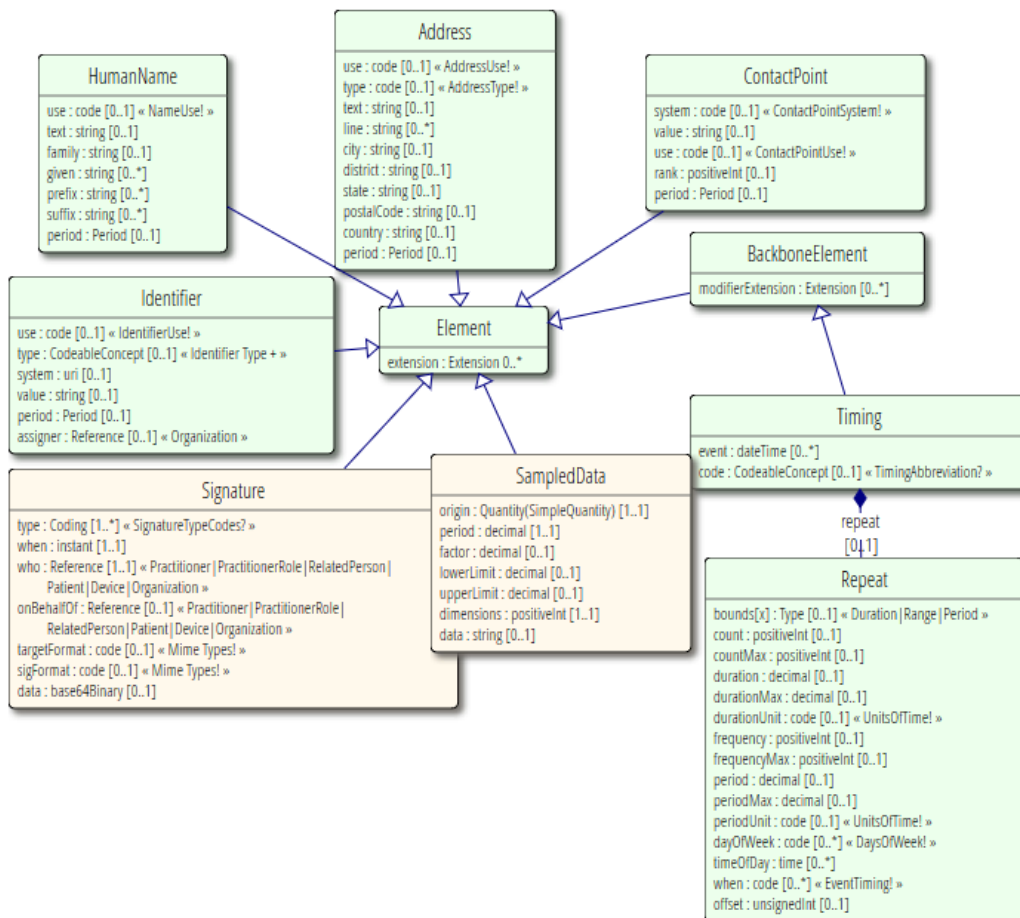 HumanName
use : code [0..1] « NameUse! »
text : string [0..1]
family : string [0..1]
given : string [0..*]
prefix : string [0..*]
suffix : string [0..*]
period : Period [0..1]
Address
use : code [0..1] « AddressUse! »
type : code [0..1] « AddressType! »
text : string [0..1]
line : string [0..*]
city : string [0..1]
district : string [0..1]
state : string [0..1]
postalCode : string [0..1]
country : string [0..1]
period : Period [0..1]
ContactPoint
system : code [0..1] « ContactPointSystem! »
value : string [0..1]
use : code [0..1] « ContactPointUse! »
rank : positiveInt [0..1]
period : Period [0..1]
BackboneElement
modifierExtension : Extension [0..*]
Identifier
use : code [0..1] « IdentifierUse! »
type : CodeableConcept [0..1] « Identifier Type + »
system : uri [0..1]
value : string [0..1]
period : Period [0..1]
assigner : Reference [0..1] « Organization »
Element
extension : Extension 0..*
Timing
event : dateTime [0..*]
code : CodeableConcept [0..1] « TimingAbbreviation? »
repeat
[0..1]
Signature
type : Coding [1..*] « SignatureTypeCodes? »
when : instant [1..1]
who : Reference [1..1] « Practitioner|PractitionerRole|RelatedPerson|
Patient|Device|Organization »
onBehalfOf : Reference [0..1] « Practitioner|PractitionerRole|
RelatedPerson|Patient|Device|Organization »
targetFormat : code [0..1] « Mime Types! »
sigFormat : code [0..1] « Mime Types! »
data : base64Binary [0..1]
SampledData
origin : Quantity(SimpleQuantity) [1..1]
period : decimal [1..1]
factor : decimal [0..1]
lowerLimit : decimal [0..1]
upperLimit : decimal [0..1]
dimensions : positiveInt [1..1]
data : string [0..1]
Repeat
bounds[x] : Type [0..1] « Duration|Range|Period »
count : positiveInt [0..1]
countMax : positiveInt [0..1]
duration : decimal [0..1]
durationMax : decimal [0..1]
durationUnit : code [0..1] « UnitsOfTime! »
frequency : positiveInt [0..1]
frequencyMax : positiveInt [0..1]
period : decimal [0..1]
periodMax : decimal [0..1]
periodUnit : code [0..1] « UnitsOfTime! »
dayOfWeek : code [0..*] « DaysOfWeek! »
timeOfDay : time [0..*]
when : code [0..*] « EventTiming! »
offset : unsignedInt [0..1]